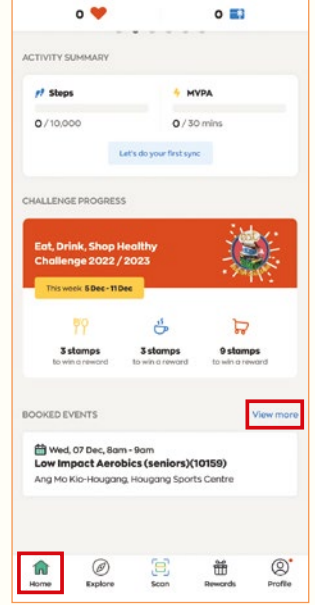 0 0
ACTIVITY SUMMARY
Steps MVPA
0/10,000 0/30 mins
Let's do your first sync
CHALLENGE PROGRESS
Eat, Drink, Shop Healthy
Challenge 2022 / 2023
This week 5 Dec - 11 Dec
3 stamps 3 stamps 9 stamps
to win a reward to win a reward to win a reward
BOOKED EVENTS View more
Wed, 07 Dec, 8am - 9am
Low Impact Aerobics (seniors)(10159)
Ang Mo Kio-Hougang, Hougang Sports Centre
Home Explore Scan Rewards Profile